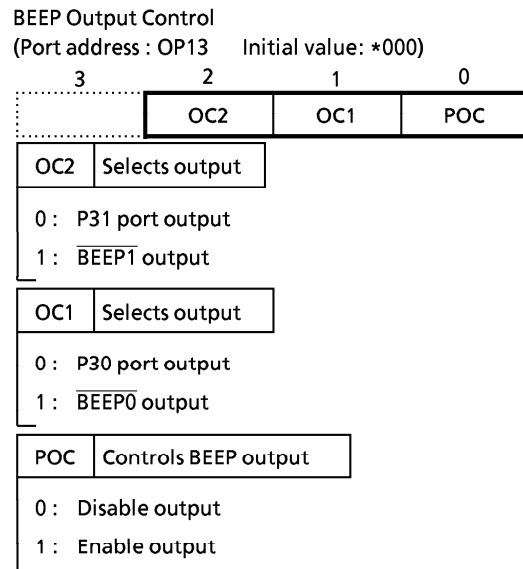 BEEP Output Control
(Port address : OP13 Initial value: *000)
3 2 1 0
OC2 OC1 POC
OC2 Selects output
0 : P31 port output
1 : B̅E̅E̅P̅1̅ output
OC1 Selects output
0 : P30 port output
1 : B̅E̅E̅P̅0̅ output
POC Controls BEEP output
0 : Disable output
1 : Enable output